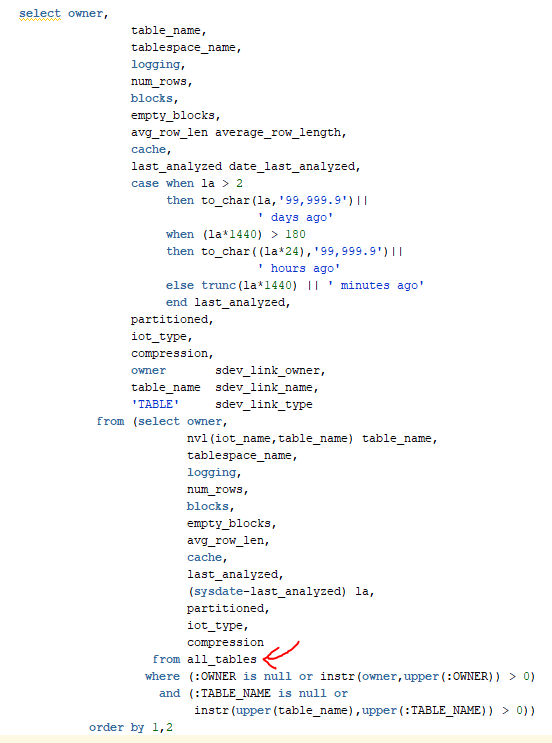 select owner,
table_name,
tablespace_name,
logging,
num_rows,
blocks,
empty_blocks,
avg_row_len average_row_length,
cache,
last_analyzed date_last_analyzed,
case when la > 2
then to_char(la,'99,999.9')||
' days ago'
when (la*1440) > 180
then to_char((la*24),'99,999.9')||
' hours ago'
else trunc(la*1440) || ' minutes ago'
end last_analyzed,
partitioned,
iot_type,
compression,
owner sdev_link_owner,
table_name sdev_link_name,
'TABLE' sdev_link_type
from (select owner,
nvl(iot_name,table_name) table_name,
tablespace_name,
logging,
num_rows,
blocks,
empty_blocks,
avg_row_len,
cache,
last_analyzed,
(sysdate-last_analyzed) la,
partitioned,
iot_type,
compression
from all_tables
where (:OWNER is null or instr(owner,upper(:OWNER)) > 0)
and (:TABLE_NAME is null or
instr(upper(table_name),upper(:TABLE_NAME)) > 0))
order by 1,2